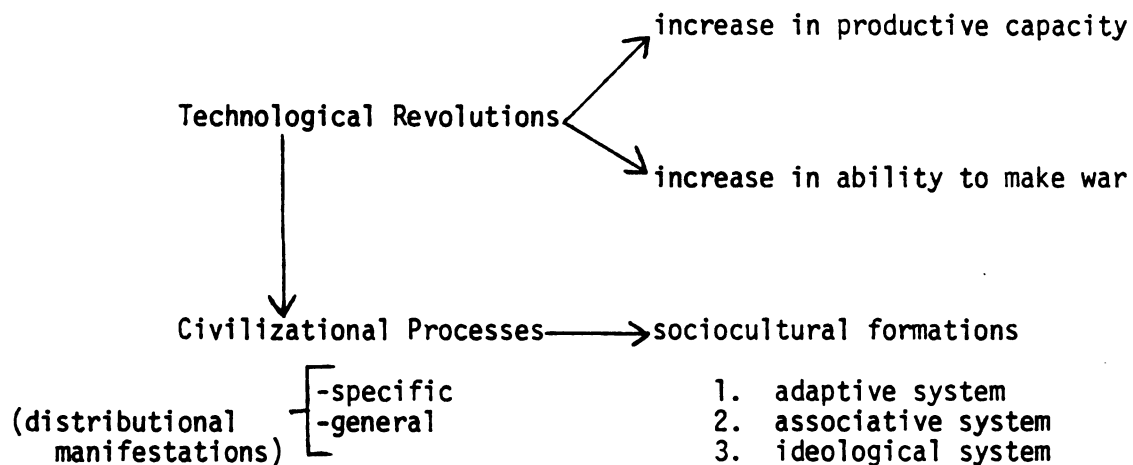 increase in productive capacity
Technological Revolutions
increase in ability to make war
Civilizational Processes
sociocultural formations
(distributional
manifestations)
-specific
-general
1. adaptive system
2. associative system
3. ideological system